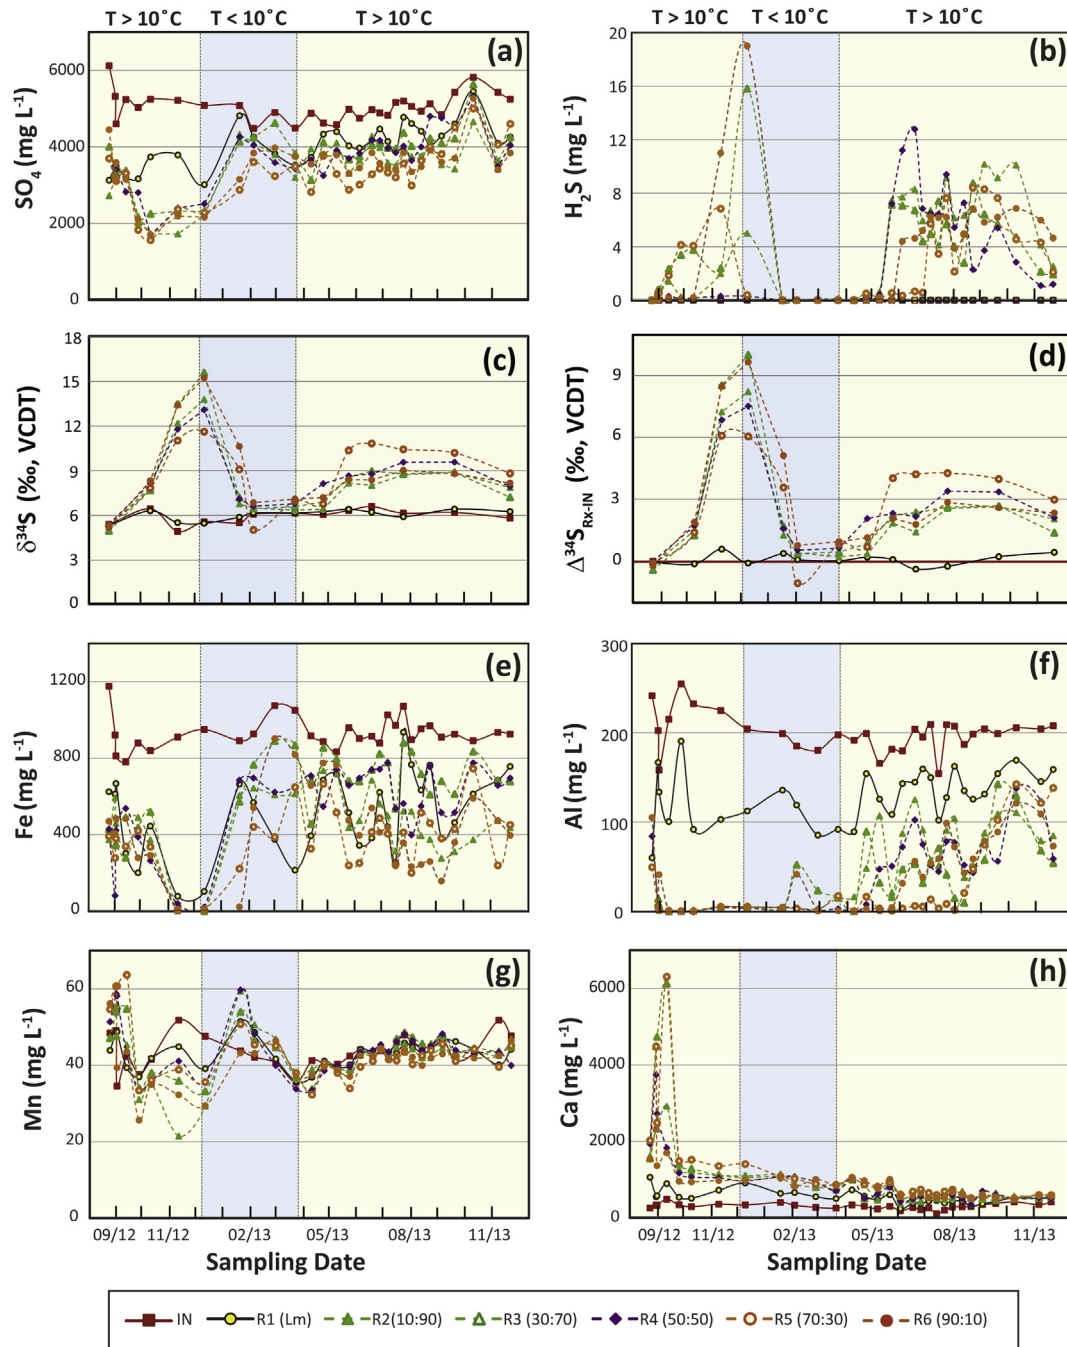 T > 10˚C T < 10˚C T > 10˚C T > 10˚C T < 10˚C T > 10˚C
(a)
6000
4000
2000
0
SO4 (mg L-1)
(b)
20
16
12
8
4
0
H2S (mg L-1)
(c)
18
15
12
9
6
3
0
δ34S (‰, VCDT)
(d)
9
6
3
0
Δ34SRx-IN (‰, VCDT)
(e)
1200
800
400
0
Fe (mg L-1)
(f)
300
200
100
0
Al (mg L-1)
(g)
60
40
20
0
Mn (mg L-1)
09/12 11/12 02/13 05/13 08/13 11/13
Sampling Date
(h)
6000
4000
2000
0
Ca (mg L-1)
09/12 11/12 02/13 05/13 08/13 11/13
Sampling Date
IN R1 (Lm) R2(10:90) R3 (30:70) R4 (50:50) R5 (70:30) R6 (90:10)